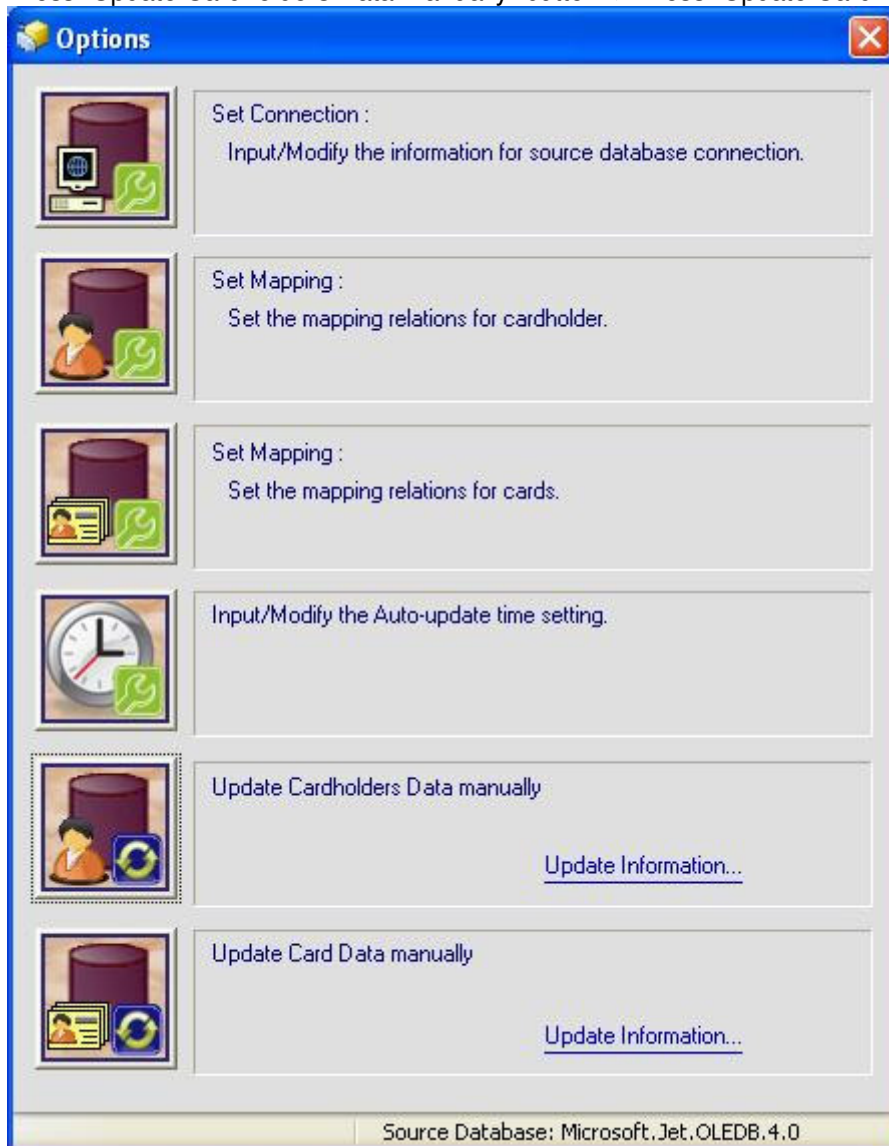 Options
Set Connection :
Input/Modify the information for source database connection.
Set Mapping :
Set the mapping relations for cardholder.
Set Mapping :
Set the mapping relations for cards.
Input/Modify the Auto-update time setting.
Update Cardholders Data manually
Update Information...
Update Card Data manually
Update Information...
Source Database: Microsoft.Jet.OLEDB.4.0